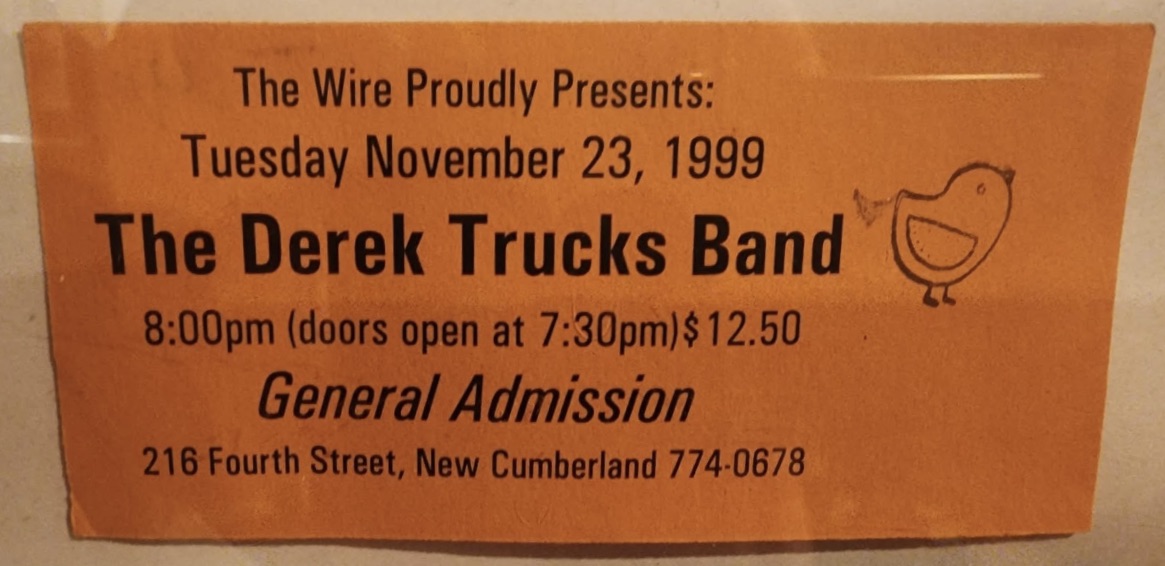 The Wire Proudly Presents:
Tuesday November 23, 1999
The Derek Trucks Band
8:00pm (doors open at 7:30pm)$12.50
General Admission
216 Fourth Street, New Cumberland 774-0678